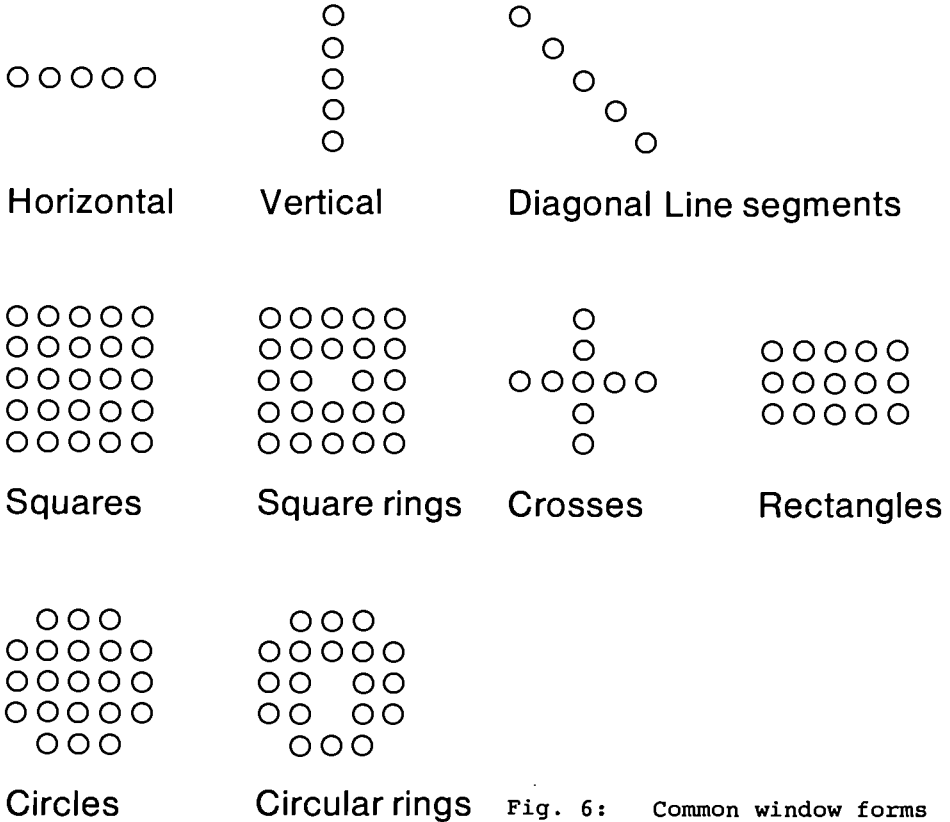 Horizontal Vertical Diagonal Line segments
Squares Square rings Crosses Rectangles
Circles Circular rings Fig. 6: Common window forms